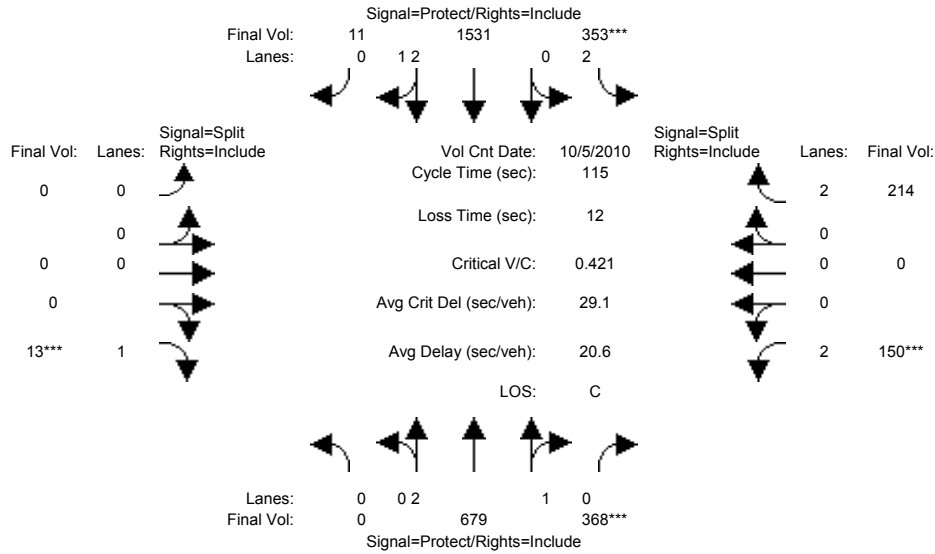 Signal=Protect/Rights=Include
Final Vol: 11 1531 353***
Lanes: 0 1 2 0 2
Signal=Split Signal=Split
Final Vol: Lanes: Rights=Include Vol Cnt Date: 10/5/2010 Rights=Include Lanes: Final Vol:
Cycle Time (sec): 115
0 0 2 214
Loss Time (sec): 12
0 0
0 0 Critical V/C: 0.421 0 0
0 Avg Crit Del (sec/veh): 29.1 0
13*** 1 Avg Delay (sec/veh): 20.6 2 150***
LOS: C
Lanes: 0 0 2 1 0
Final Vol: 0 679 368***
Signal=Protect/Rights=Include